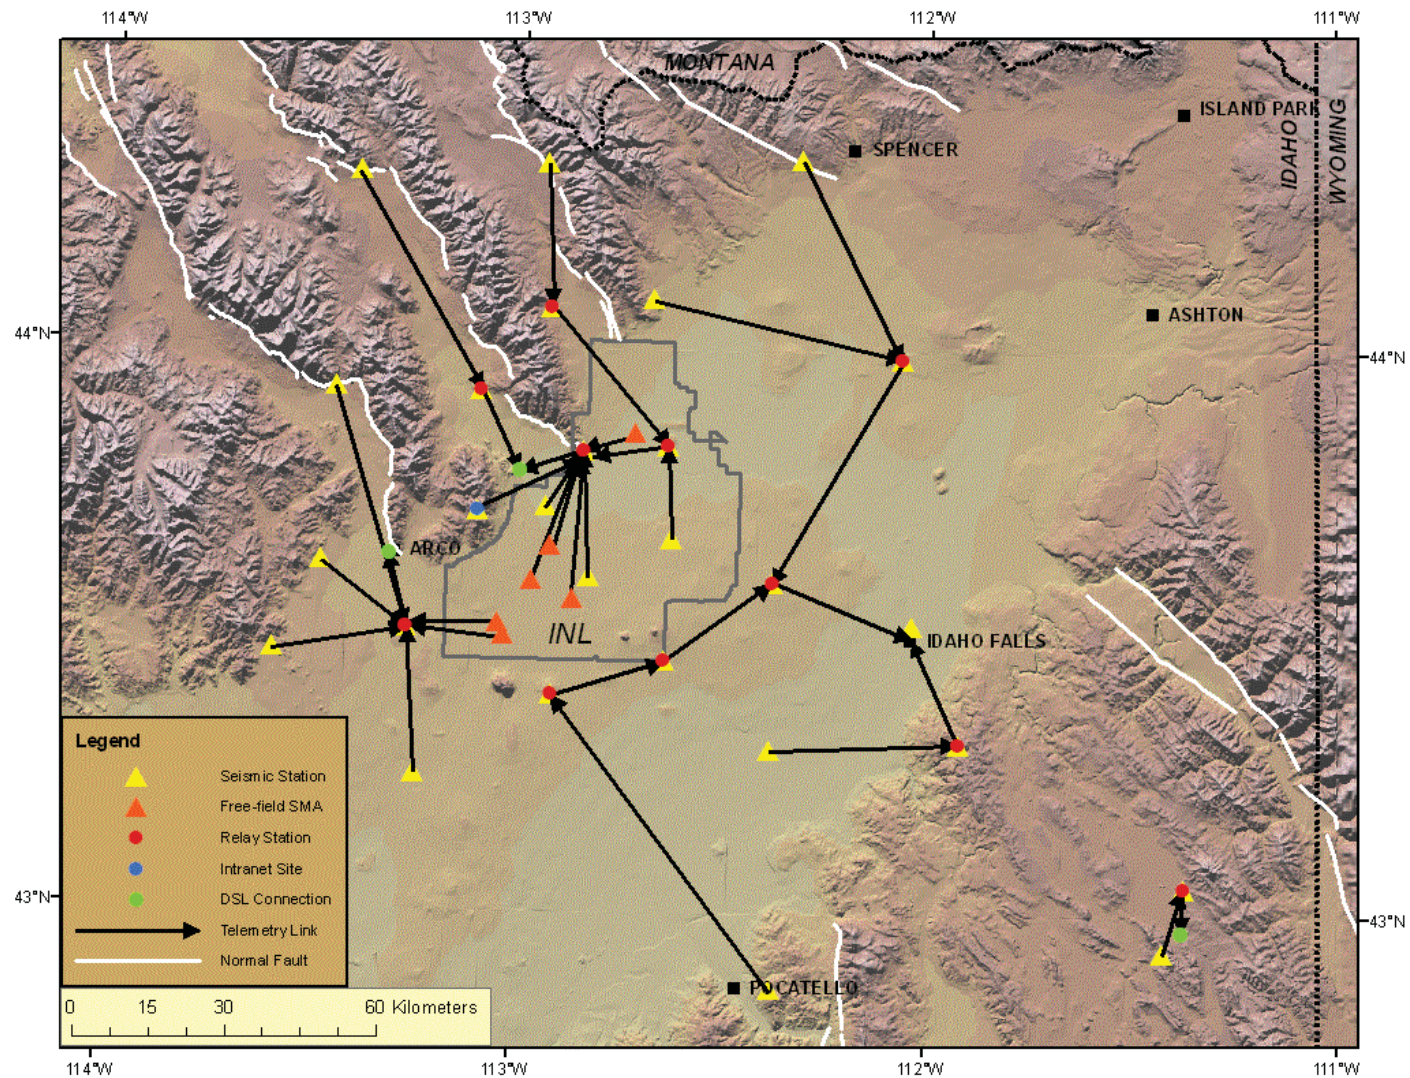 114°W 113°W 112°W 111°W
MONTANA
ISLAND PARK
IDAHO
WYOMING
SPENCER
ASHTON
44°N 44°N
ARCO
INL
IDAHO FALLS
Legend
Seismic Station
Free-field SMA
Relay Station
Intranet Site
DSL Connection
Telemetry Link
Normal Fault
43°N 43°N
POCATELLO
0 15 30 60 Kilometers
114°W 113°W 112°W 111°W